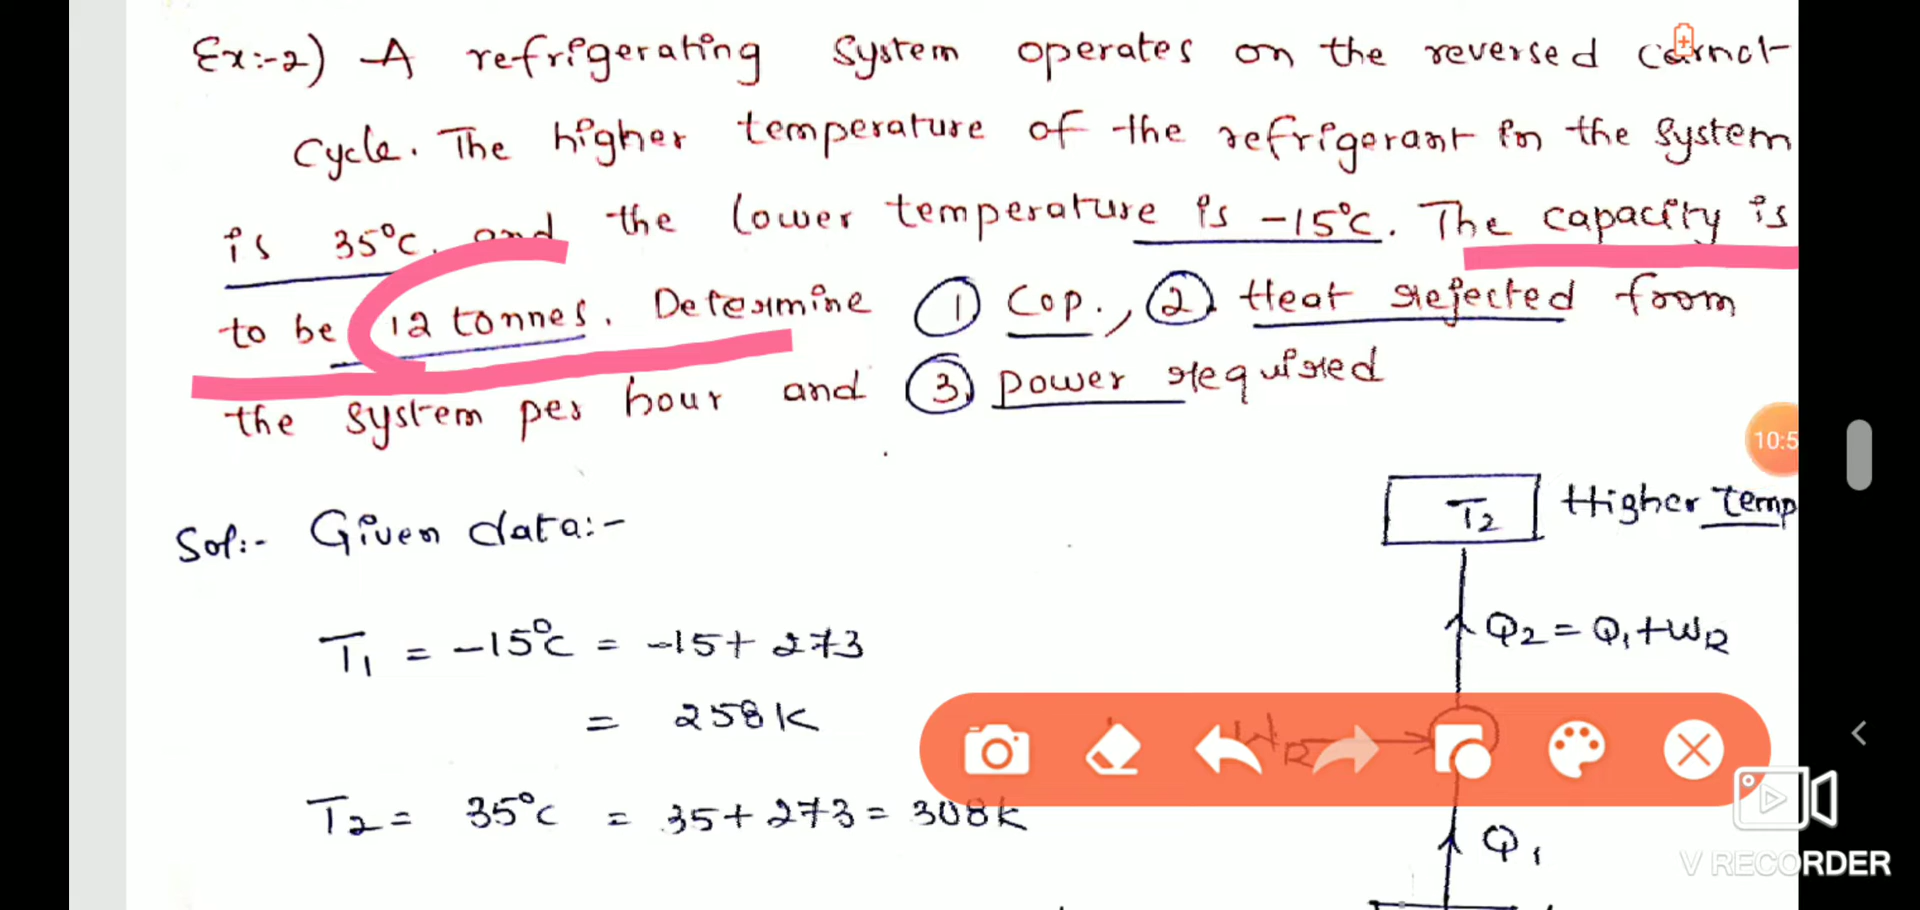 Ex:-2) A refrigerating system operates on the reversed carnot
cycle. The higher temperature of the refrigerant in the system
is 35°C. and the lower temperature is -15°C. The capacity is
to be 12 tonnes. Determine ① Cop., ② Heat rejected from
the system per hour and ③ power required
10:5
Sol:- Given data:-
T2 Higher temp
T1 = -15°C = -15+273
Q2 = Q1+WR
= 258K
WR
T2 = 35°C = 35+273 = 308K
Q1
V RECORDER